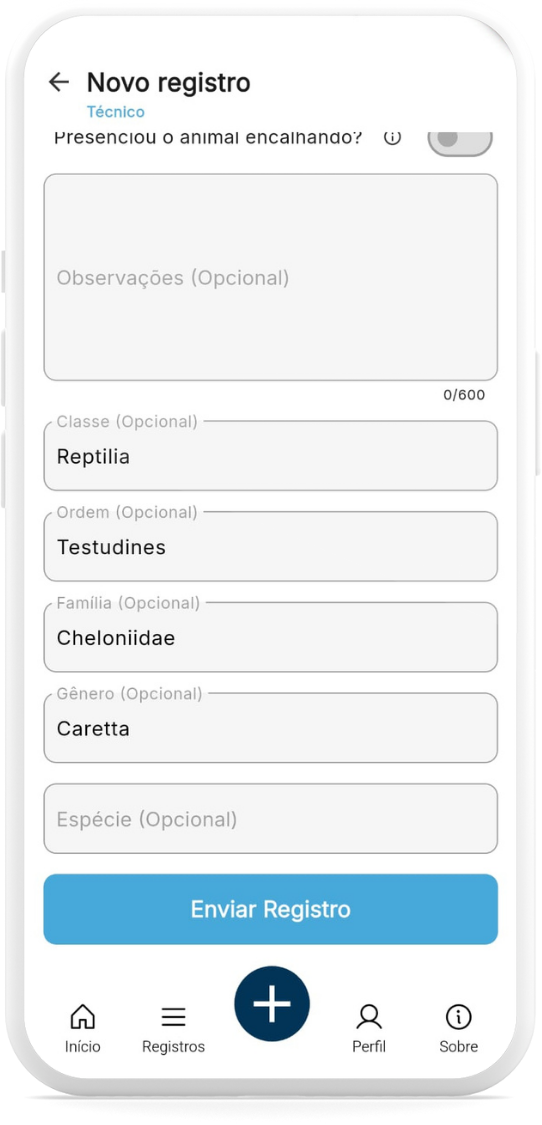 Novo registro
Técnico
Presenciou o animal encalhando?
Observações (Opcional)
0/600
Classe (Opcional)
Reptilia
Ordem (Opcional)
Testudines
Família (Opcional)
Cheloniidae
Gênero (Opcional)
Caretta
Espécie (Opcional)
Enviar Registro
Início Registros Perfil Sobre